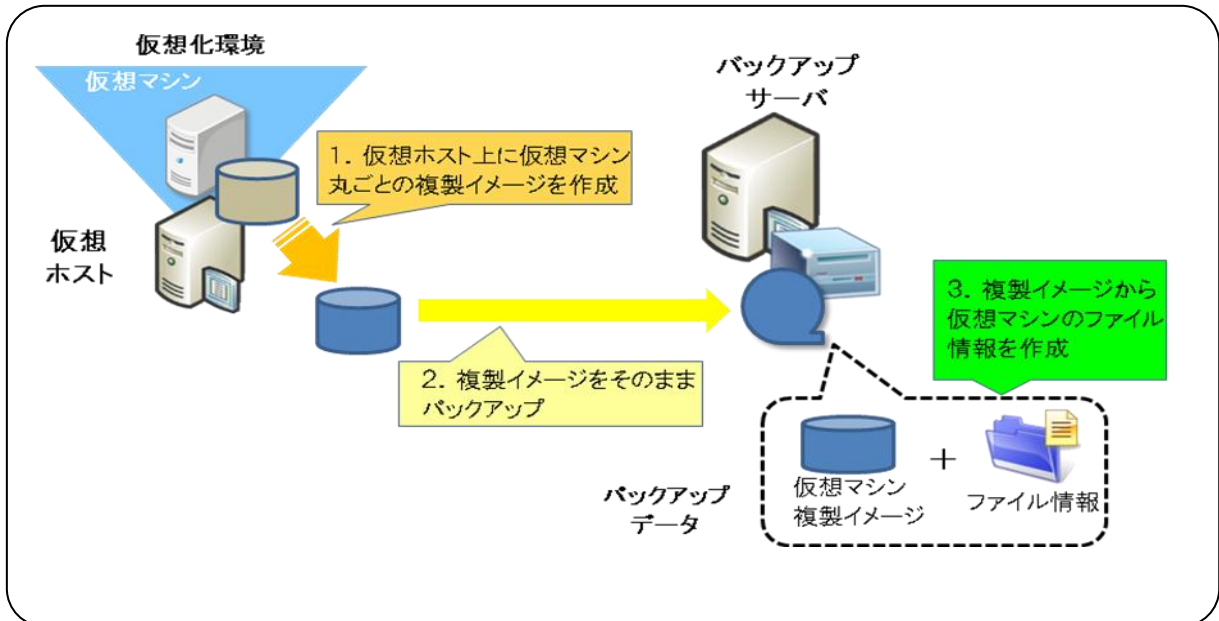 仮想化環境
仮想マシン
仮想
ホスト
1. 仮想ホスト上に仮想マシン
丸ごとの複製イメージを作成
2. 複製イメージをそのまま
バックアップ
バックアップ
サーバ
3. 複製イメージから
仮想マシンのファイル
情報を作成
バックアップ
データ
仮想マシン
複製イメージ
+
ファイル情報